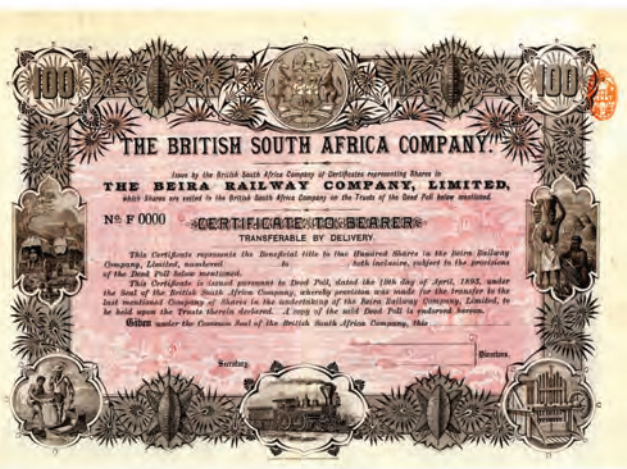 100 100
THE BRITISH SOUTH AFRICA COMPANY.
Issue by the British South Africa Company of Certificates representing Shares in
THE BEIRA RAILWAY COMPANY, LIMITED,
which Shares are vested in the British South Africa Company on the Trusts of the Deed Poll below mentioned.
No F 0000
CERTIFICATE TO BEARER
TRANSFERABLE BY DELIVERY.
This Certificate represents the Beneficial title to One Hundred Shares in the Beira Railway
Company, Limited, numbered to both inclusive, subject to the provisions
of the Deed Poll below mentioned.
This Certificate is issued pursuant to Deed Poll, dated the 18th day of April, 1893, under
the Seal of the British South Africa Company, whereby provision was made for the transfer to the
last mentioned Company of Shares in the undertaking of the Beira Railway Company, Limited, to
be held upon the Trusts therein declared. A copy of the said Deed Poll is endorsed hereon.
Given under the Common Seal of the British South Africa Company, this
Secretary.
Directors.